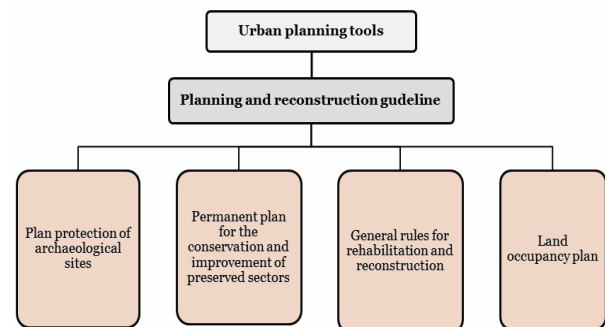 Urban planning tools
Planning and reconstruction gudeline
Plan protection of
archaeological
sites
Permanent plan
for the
conservation and
improvement of
preserved sectors
General rules for
rehabilitation and
reconstruction
Land
occupancy plan